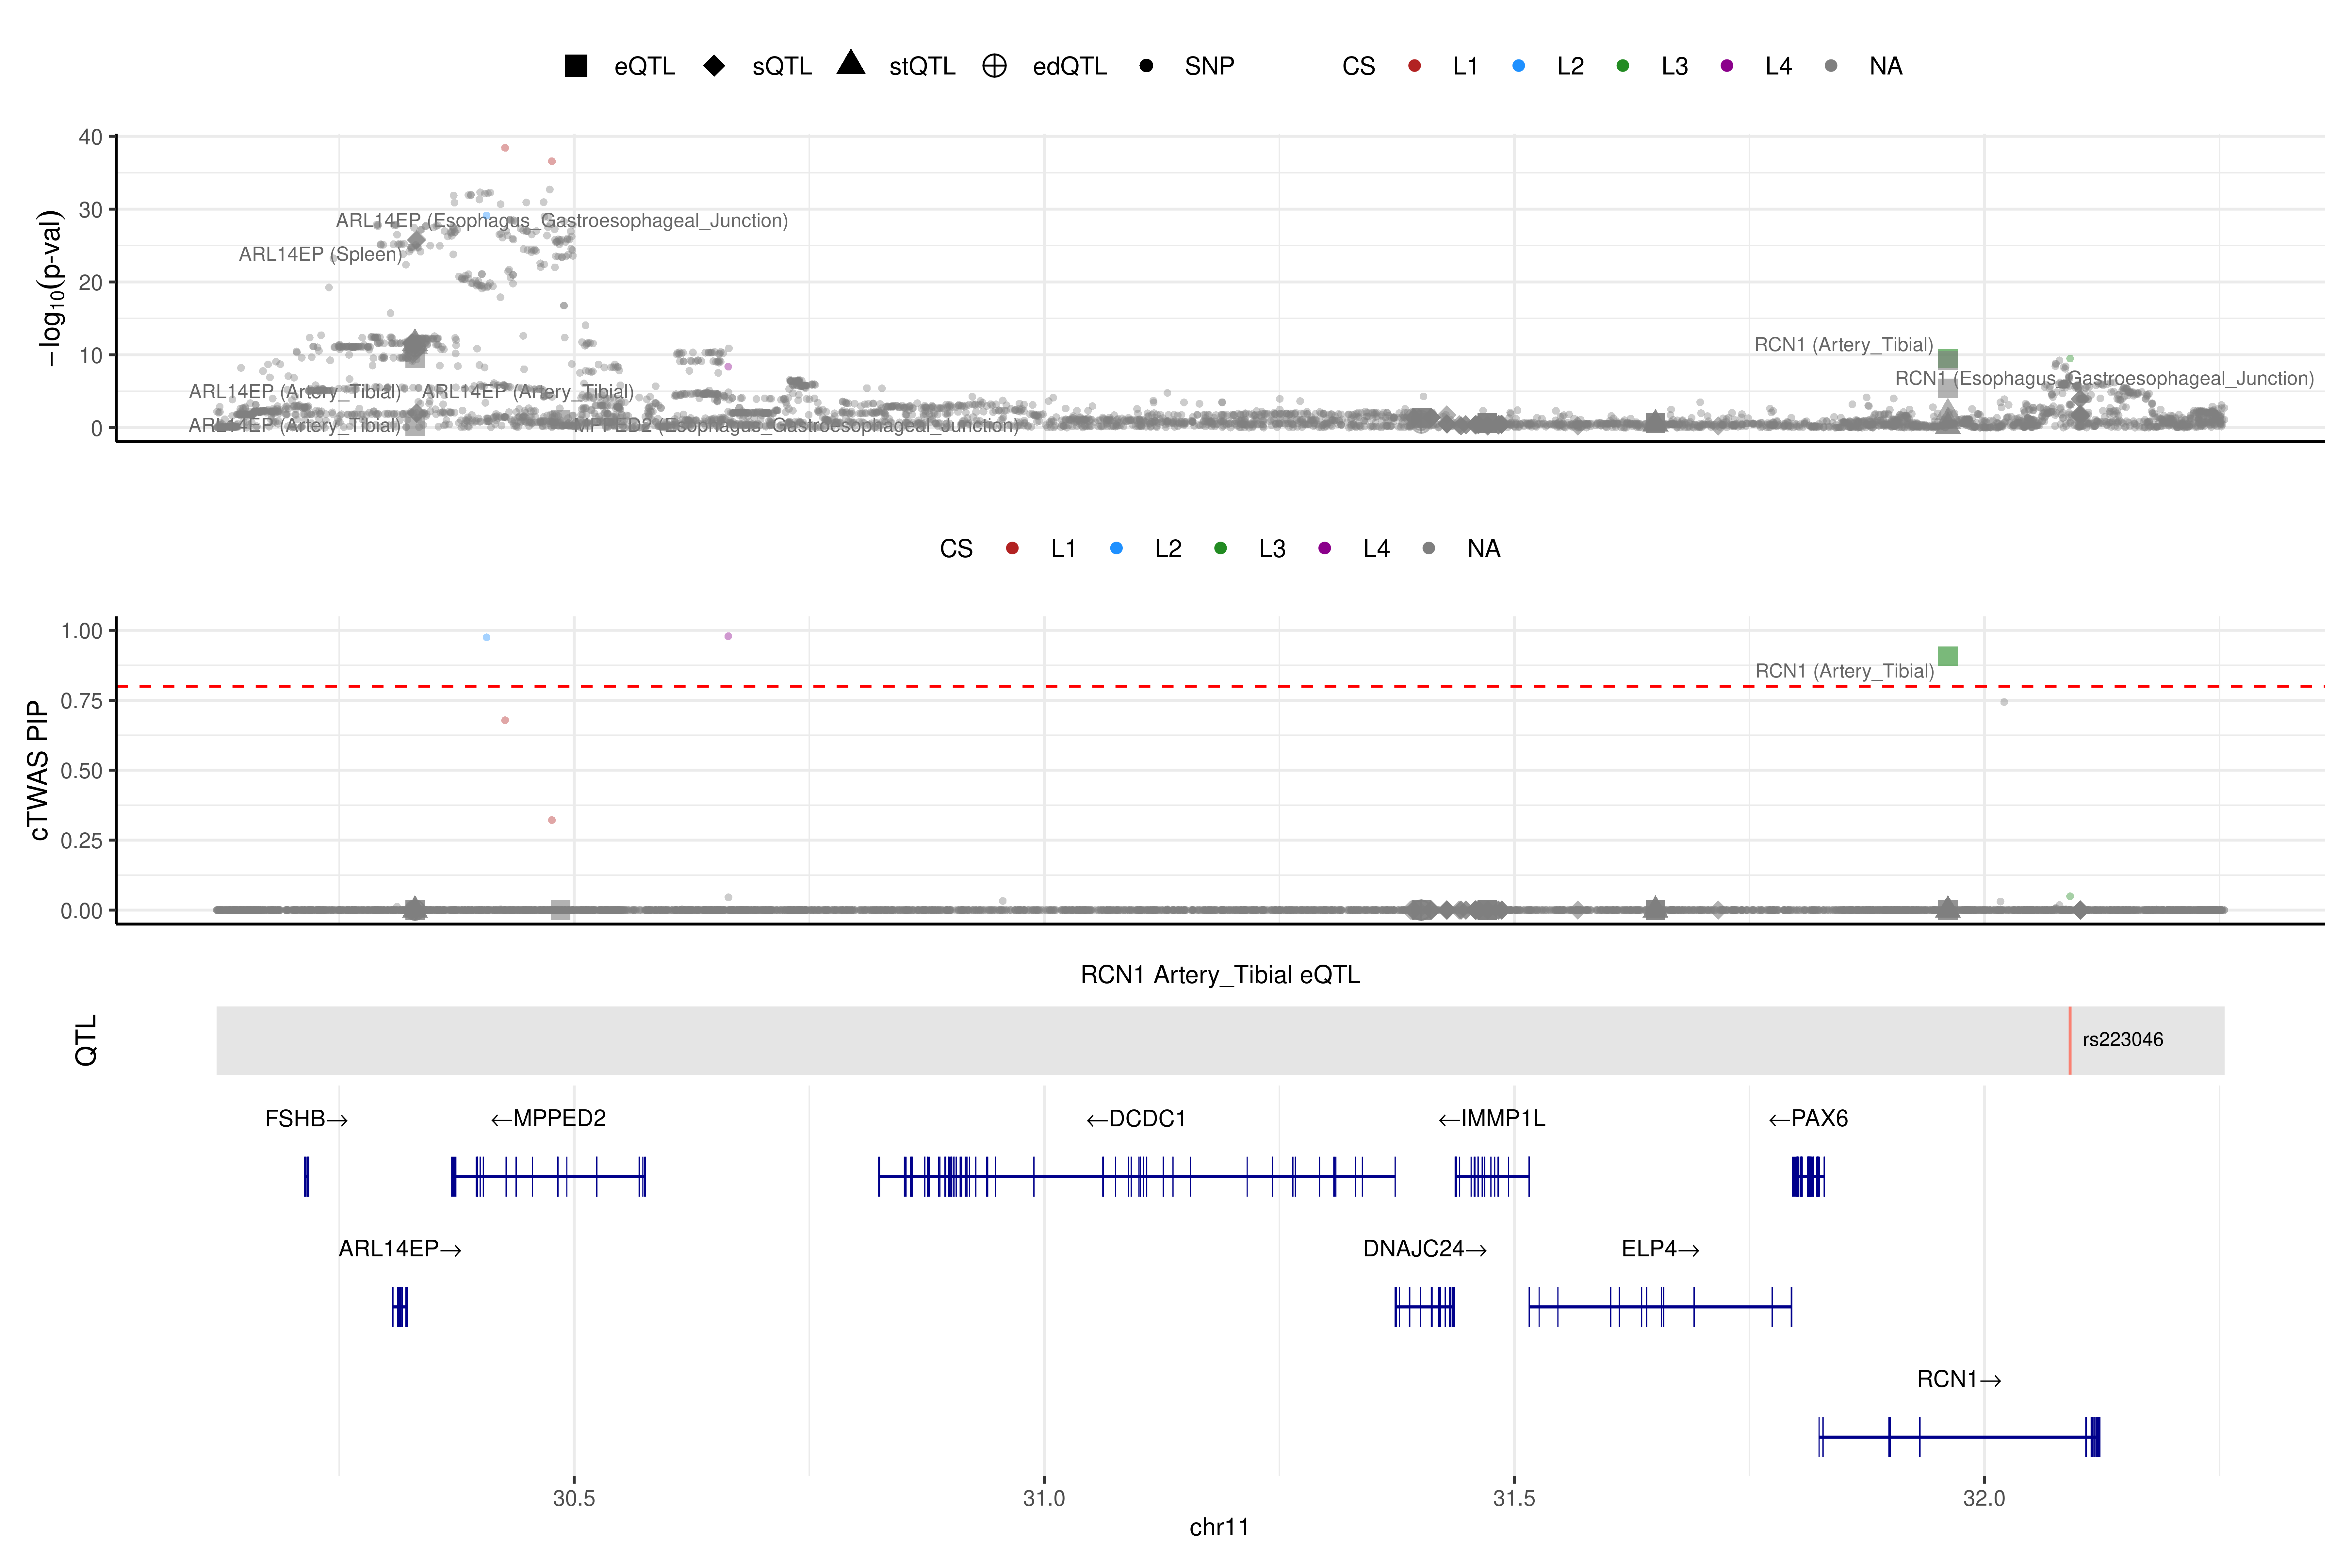 eQTL sQTL stQTL edQTL SNP CS L1 L2 L3 L4 NA
−log10(p-val)
40
30
20
10
0
ARL14EP (Esophagus_Gastroesophageal_Junction)
ARL14EP (Spleen)
RCN1 (Artery_Tibial)
RCN1 (Esophagus_Gastroesophageal_Junction)
ARL14EP (Artery_Tibial) ARL14EP (Artery_Tibial)
ARL14EP (Artery_Tibial) MPPED2 (Esophagus_Gastroesophageal_Junction)
CS L1 L2 L3 L4 NA
cTWAS PIP
1.00
0.75
0.50
0.25
0.00
RCN1 (Artery_Tibial)
RCN1 Artery_Tibial eQTL
QTL
rs223046
FSHB→ ←MPPED2 ←DCDC1 ←IMMP1L ←PAX6
ARL14EP→ DNAJC24→ ELP4→
RCN1→
30.5 31.0 31.5 32.0
chr11